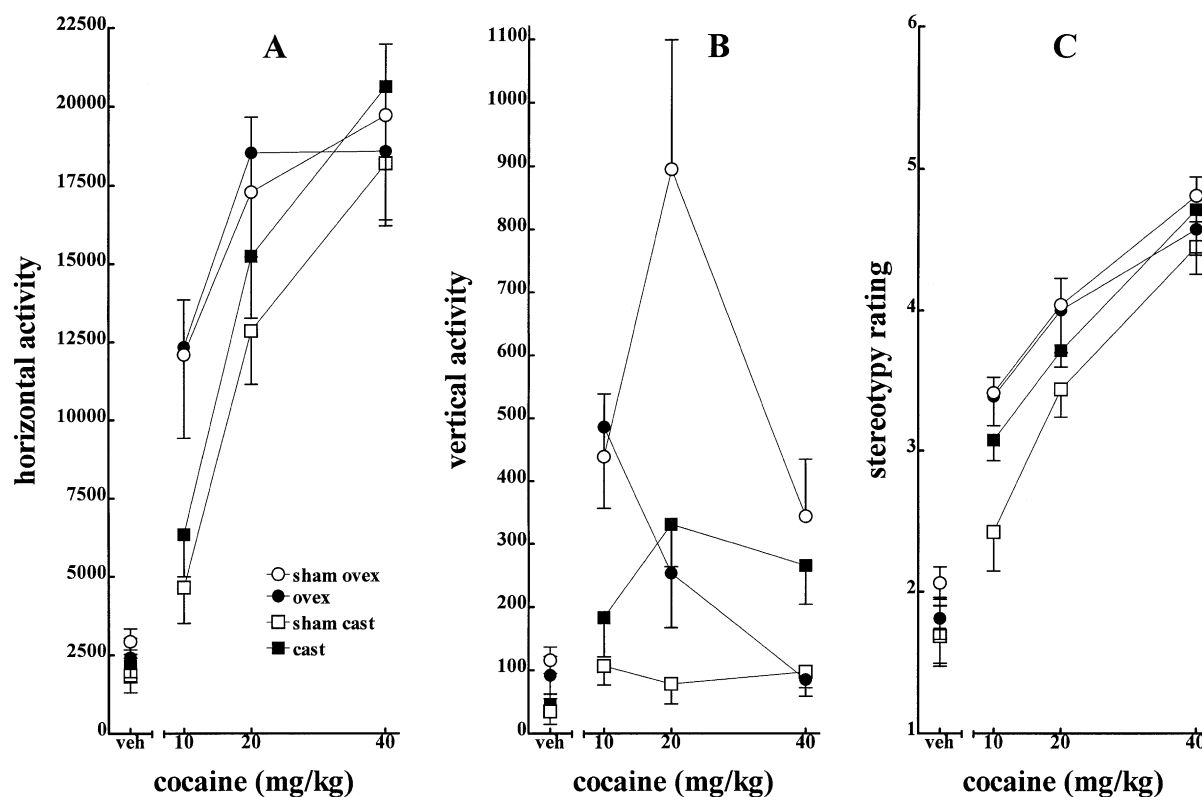 A
horizontal activity
22500
20000
17500
15000
12500
10000
7500
5000
2500
0
sham ovex
ovex
sham cast
cast
veh 10 20 40
cocaine (mg/kg)
B
vertical activity
1100
1000
900
800
700
600
500
400
300
200
100
0
veh 10 20 40
cocaine (mg/kg)
C
stereotypy rating
6
5
4
3
2
1
veh 10 20 40
cocaine (mg/kg)